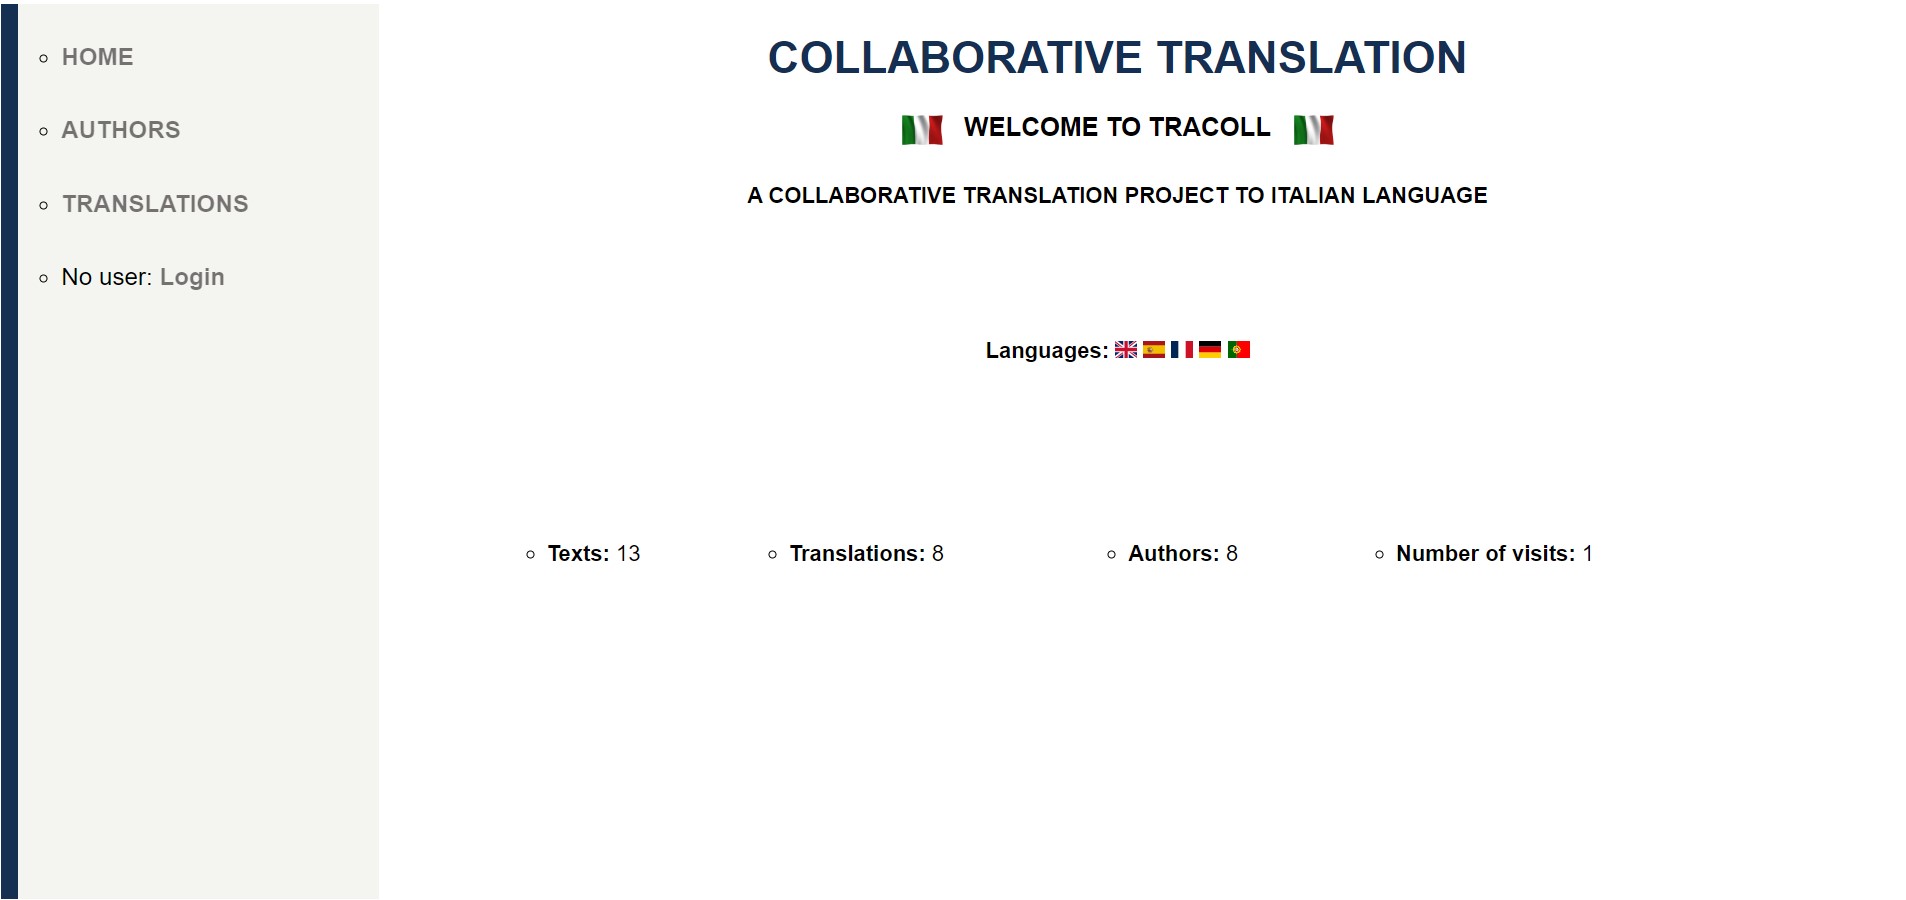 HOME
AUTHORS
TRANSLATIONS
No user: Login
COLLABORATIVE TRANSLATION
WELCOME TO TRACOLL
A COLLABORATIVE TRANSLATION PROJECT TO ITALIAN LANGUAGE
Languages:
Texts: 13 Translations: 8 Authors: 8 Number of visits: 1